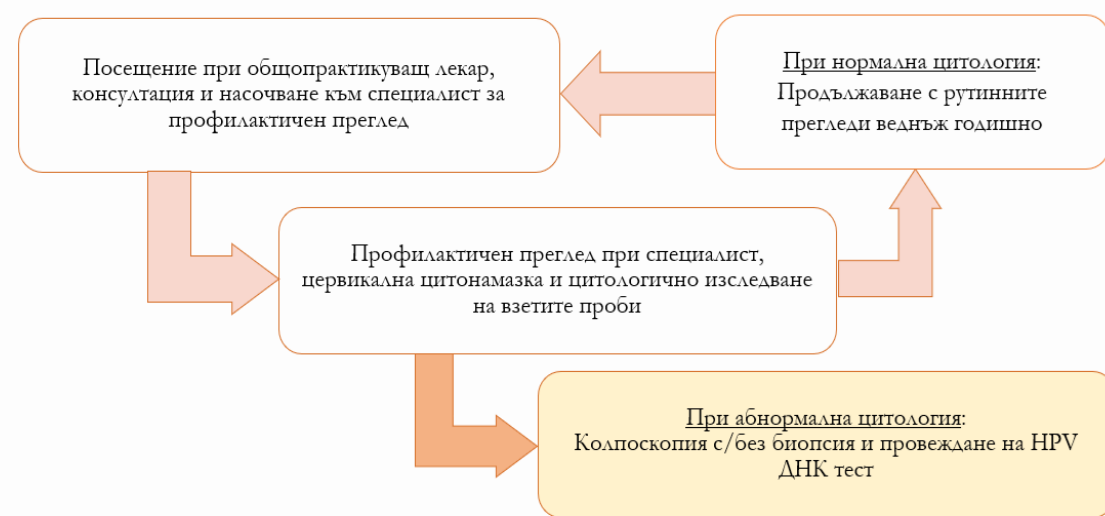 Посещение при общопрактикуващ лекар,
консултация и насочване към специалист за
профилактичен преглед
При нормална цитология:
Продължаване с рутинните
прегледи веднъж годишно
Профилактичен преглед при специалист,
цервикална цитонамазка и цитологично изследване
на взетите проби
При абнормална цитология:
Колпоскопия с/без биопсия и провеждане на HPV
ДНК тест